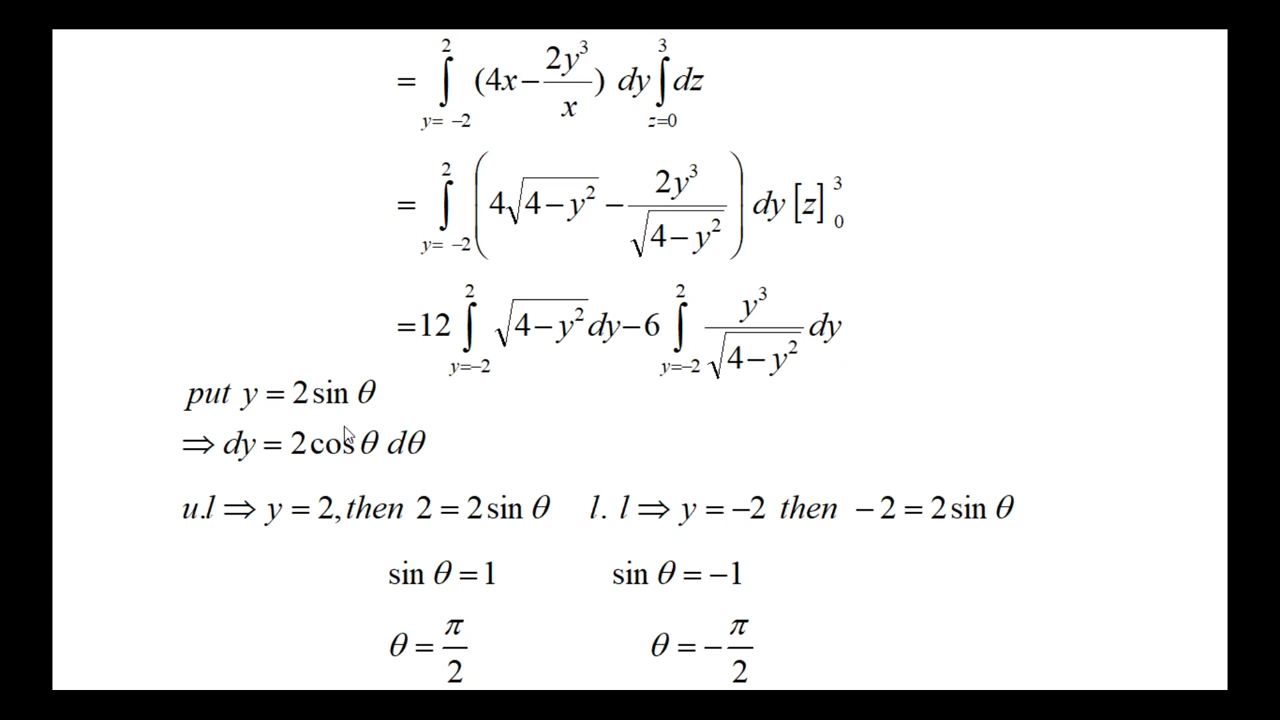 = ∫_{y= −2}^{2} (4x − 2y³/x) dy ∫_{z=0}^{3} dz
= ∫_{y= −2}^{2} (4√(4−y²) − 2y³/√(4−y²)) dy [z]_0^3
=12 ∫_{y=−2}^{2} √(4−y²) dy − 6 ∫_{y=−2}^{2} y³/√(4−y²) dy
put y = 2 sin θ
⇒ dy = 2 cos θ dθ
u.l ⇒ y = 2, then 2 = 2 sin θ l. l ⇒ y = −2 then −2 = 2 sin θ
sin θ = 1 sin θ = −1
θ = π/2 θ = −π/2